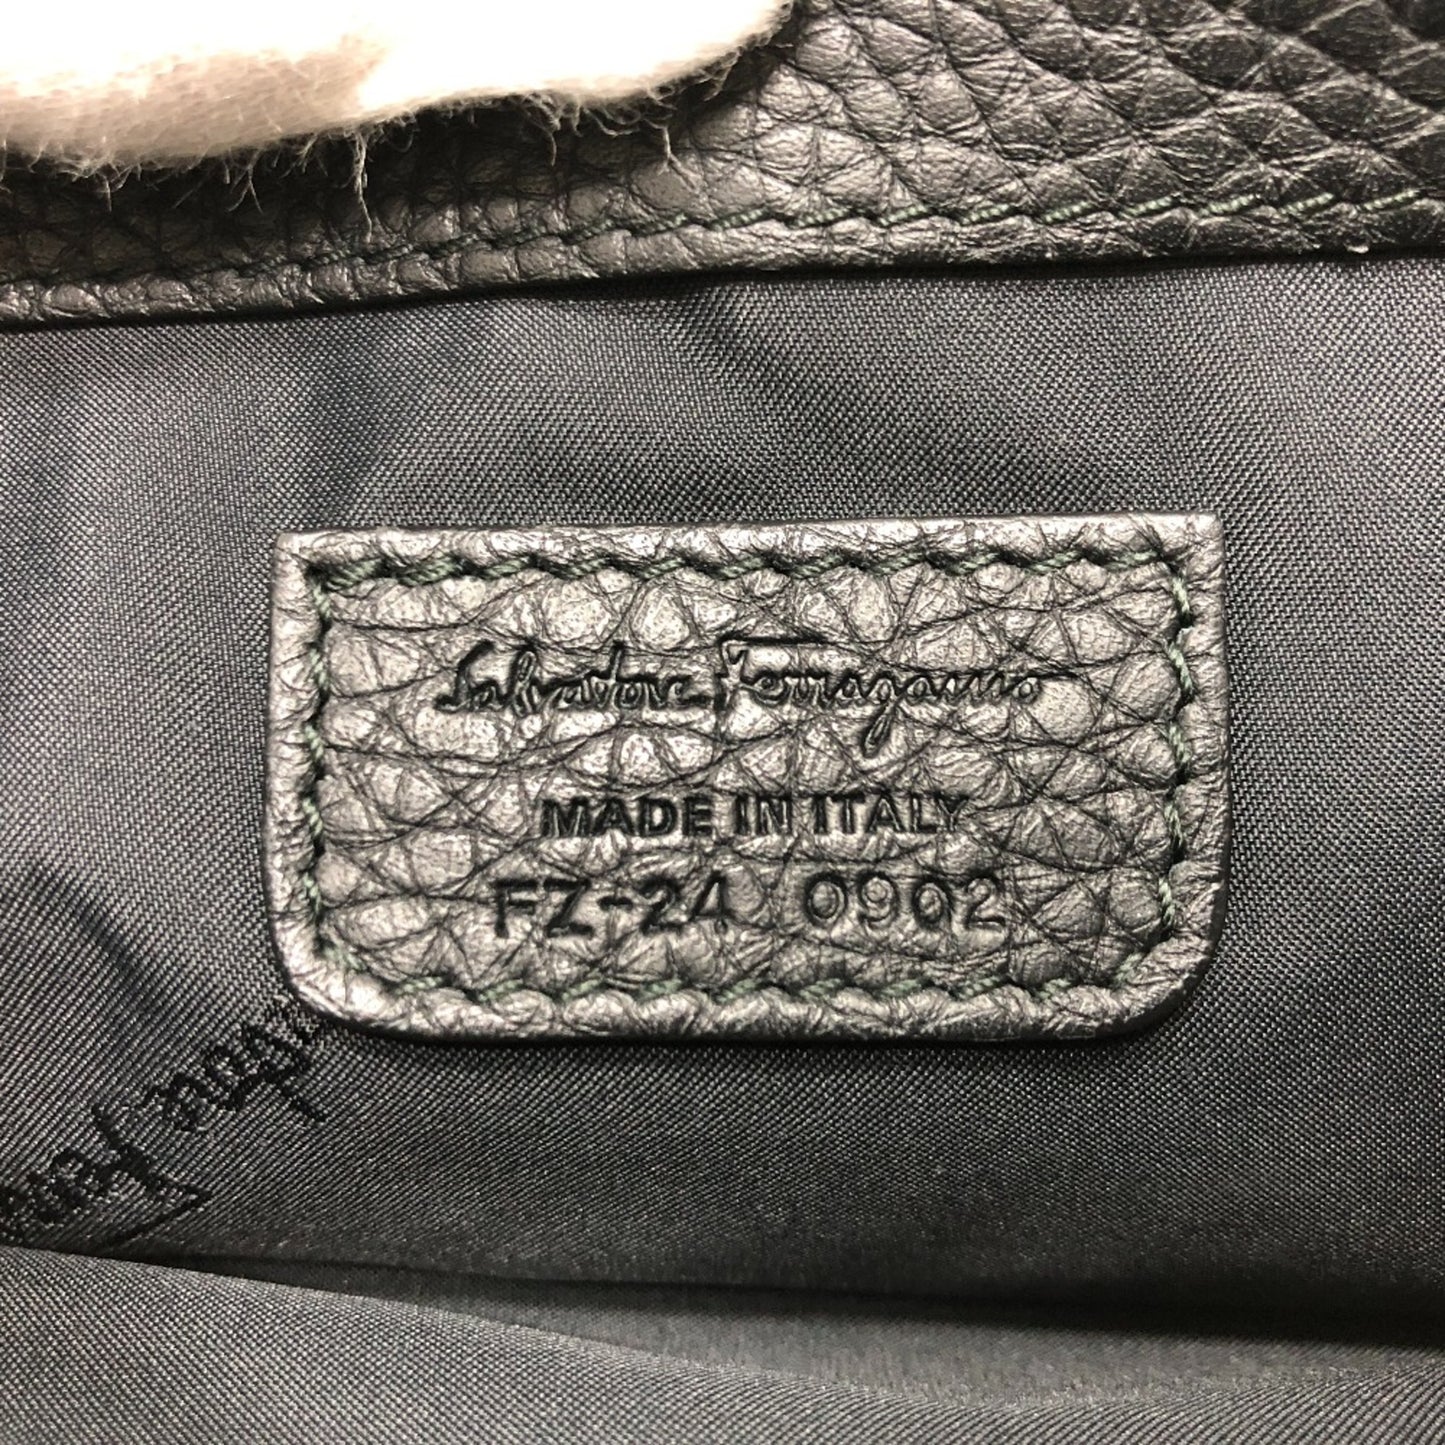 Salvatore Ferragamo
MADE IN ITALY
FZ-24 0902